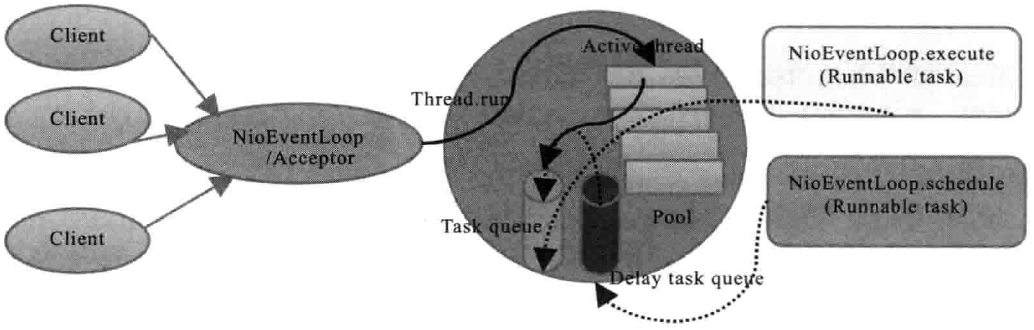 Client
Client
Client
NioEventLoop
/Acceptor
Thread.run
Active thread
Pool
Task queue
Delay task queue
NioEventLoop.execute
(Runnable task)
NioEventLoop.schedule
(Runnable task)